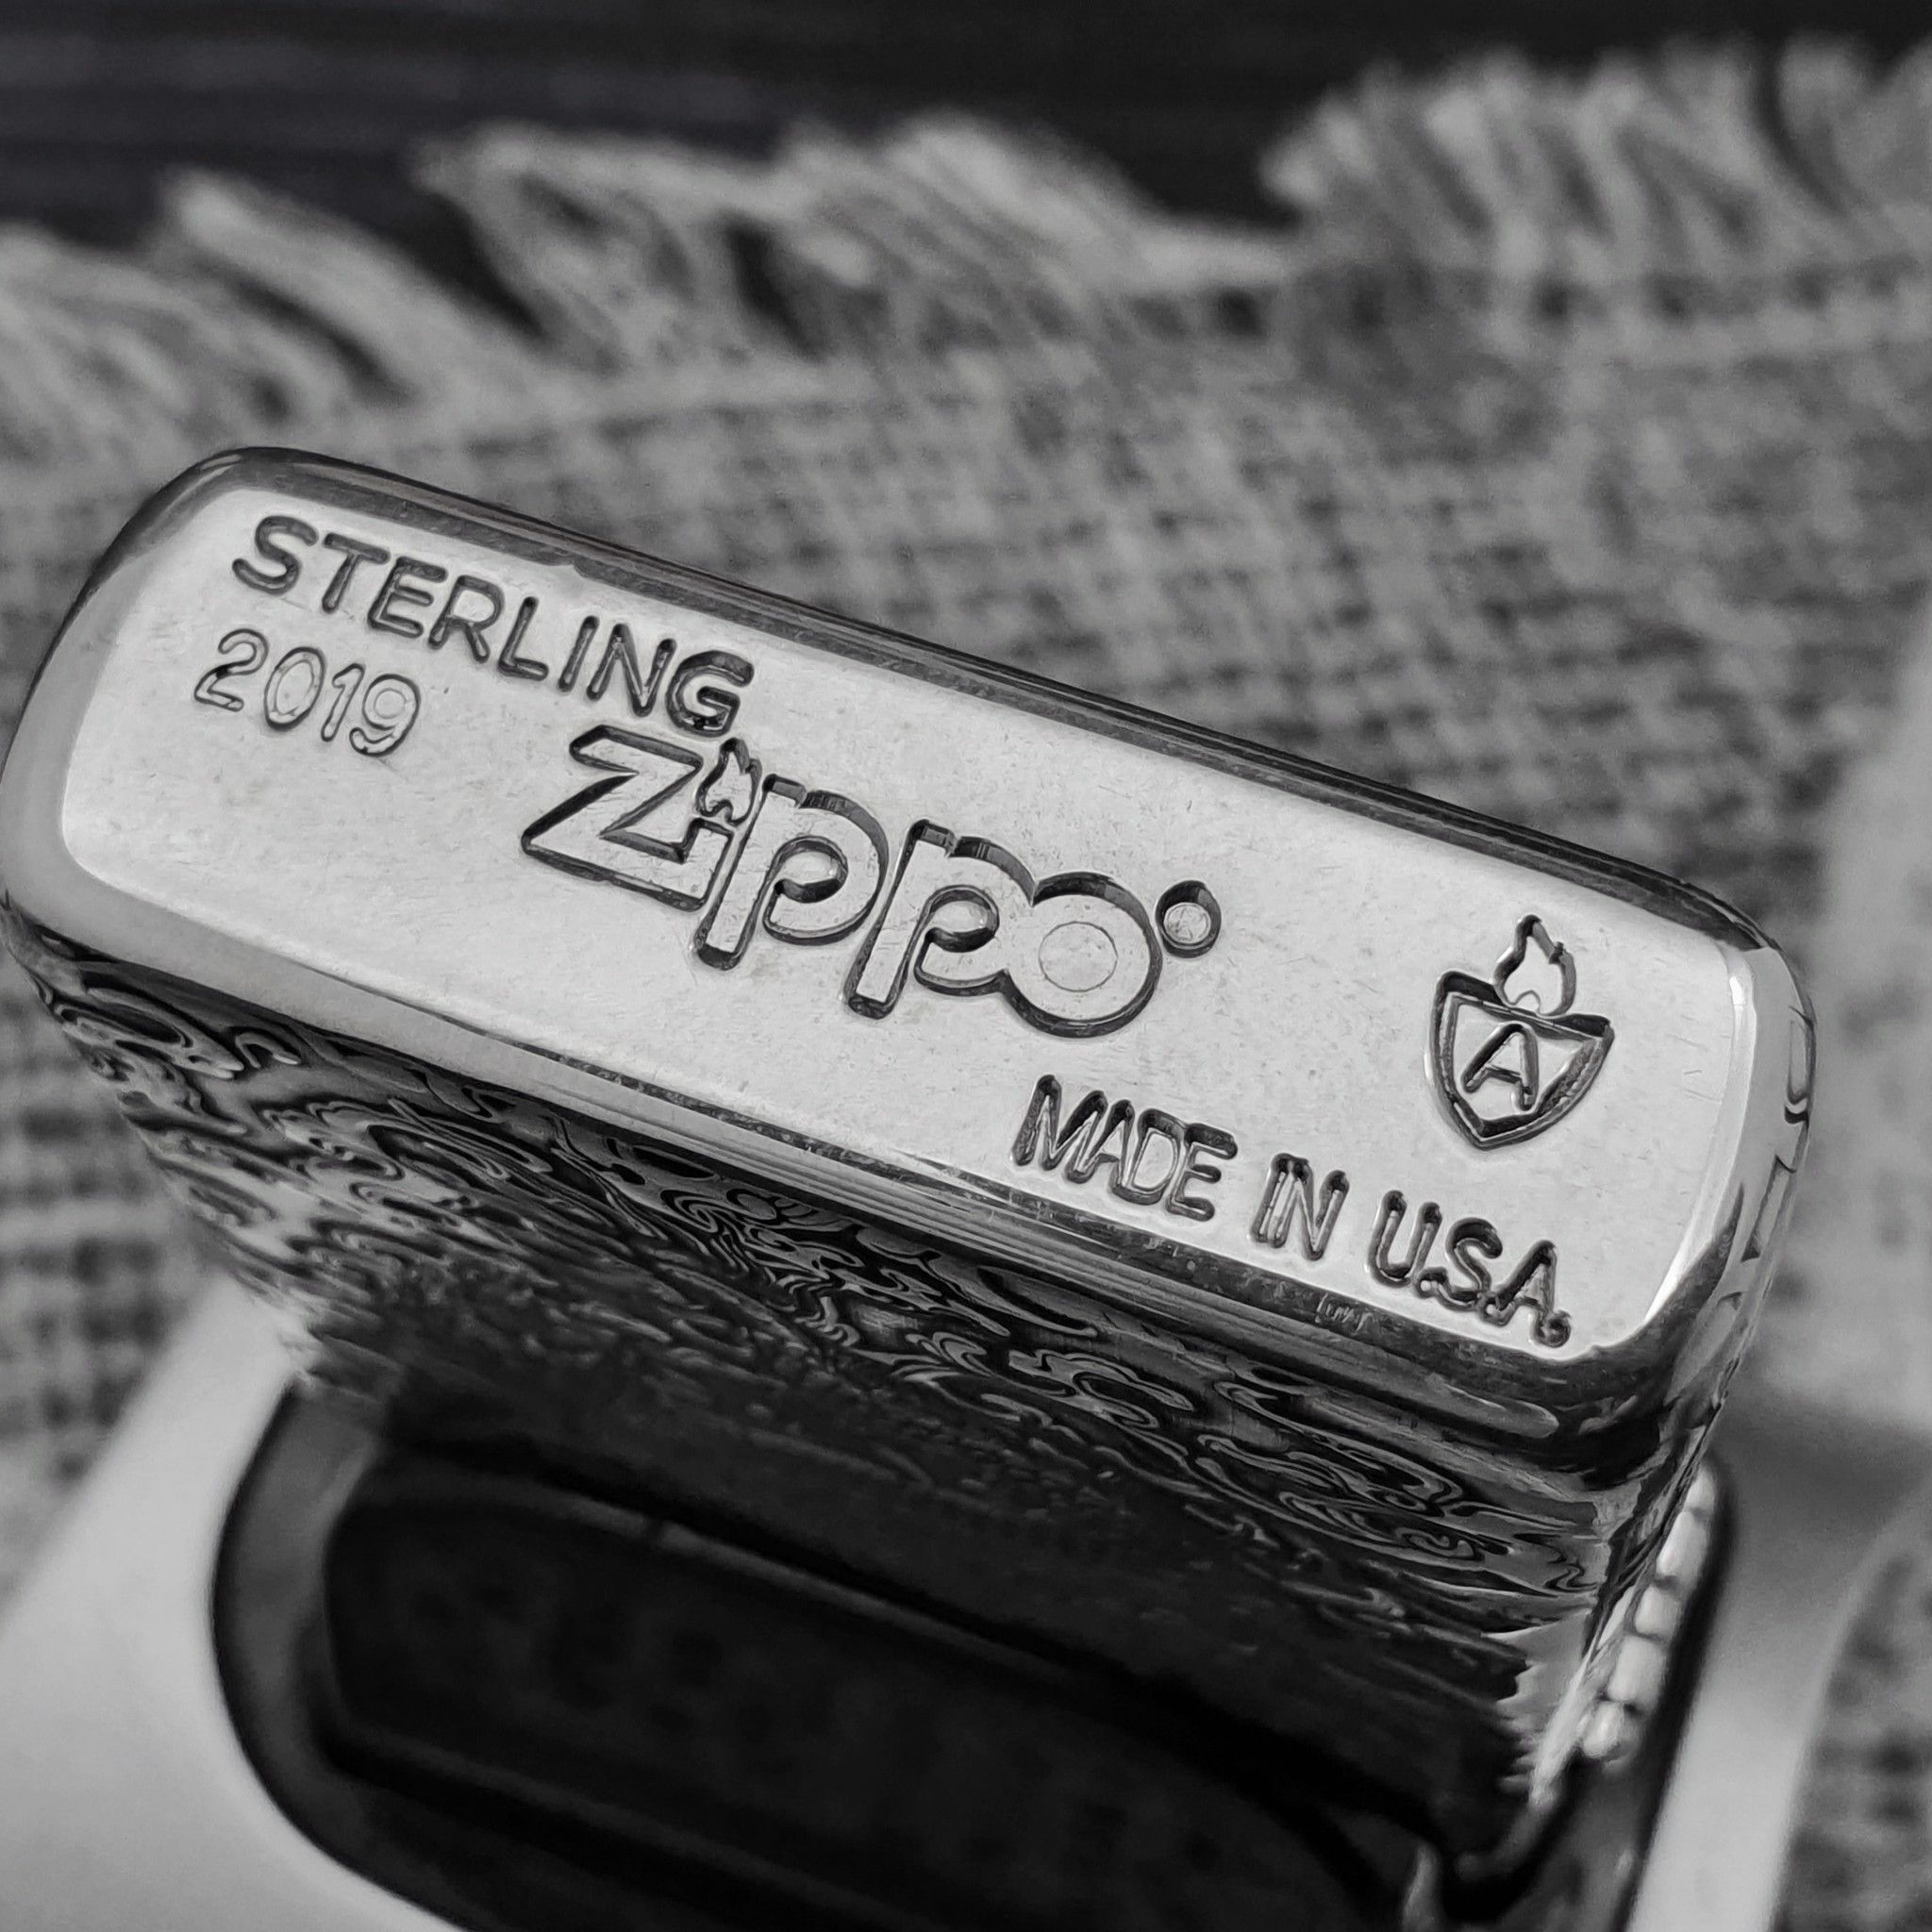 STERLING
2019
Zippo
A
MADE IN U.S.A.